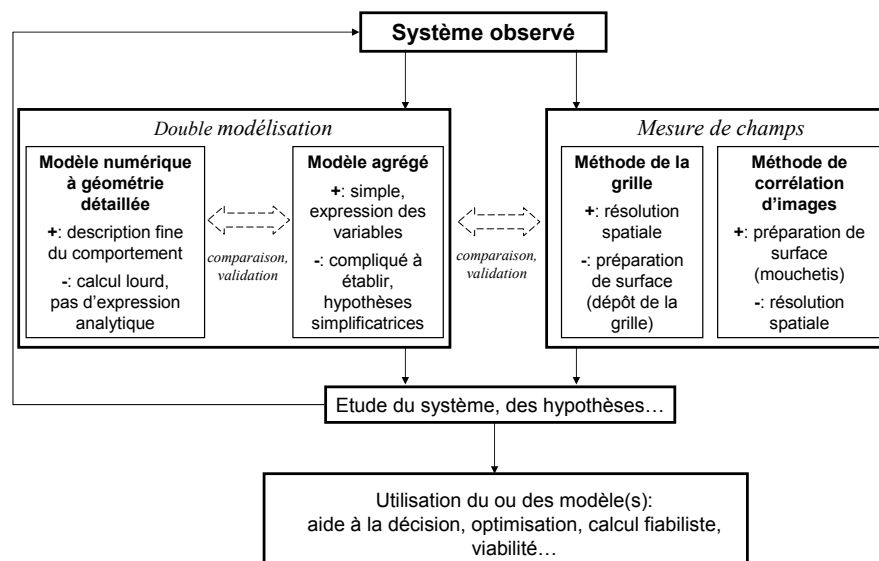 Système observé
Double modélisation
Modèle numérique
à géométrie
détaillée
+: description fine
du comportement
-: calcul lourd,
pas d’expression
analytique
comparaison,
validation
Modèle agrégé
+: simple,
expression des
variables
-: compliqué à
établir,
hypothèses
simplificatrices
comparaison,
validation
Mesure de champs
Méthode de la
grille
+: résolution
spatiale
-: préparation
de surface
(dépôt de la
grille)
Méthode de
corrélation
d’images
+: préparation de
surface
(mouchetis)
-: résolution
spatiale
Etude du système, des hypothèses…
Utilisation du ou des modèle(s):
aide à la décision, optimisation, calcul fiabiliste,
viabilité…